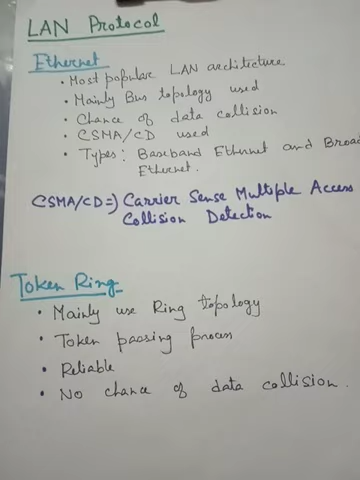 LAN Protocol
Ethernet
• Most popular LAN architecture
• Mainly Bus topology used
• Chance of data collision
• CSMA/CD used
• Types: Baseband Ethernet and Broad
Ethernet.
CSMA/CD => Carrier Sense Multiple Access
Collision Detection
Token Ring
• Mainly use Ring topology
• Token passing process
• Reliable
• No chance of data collision.